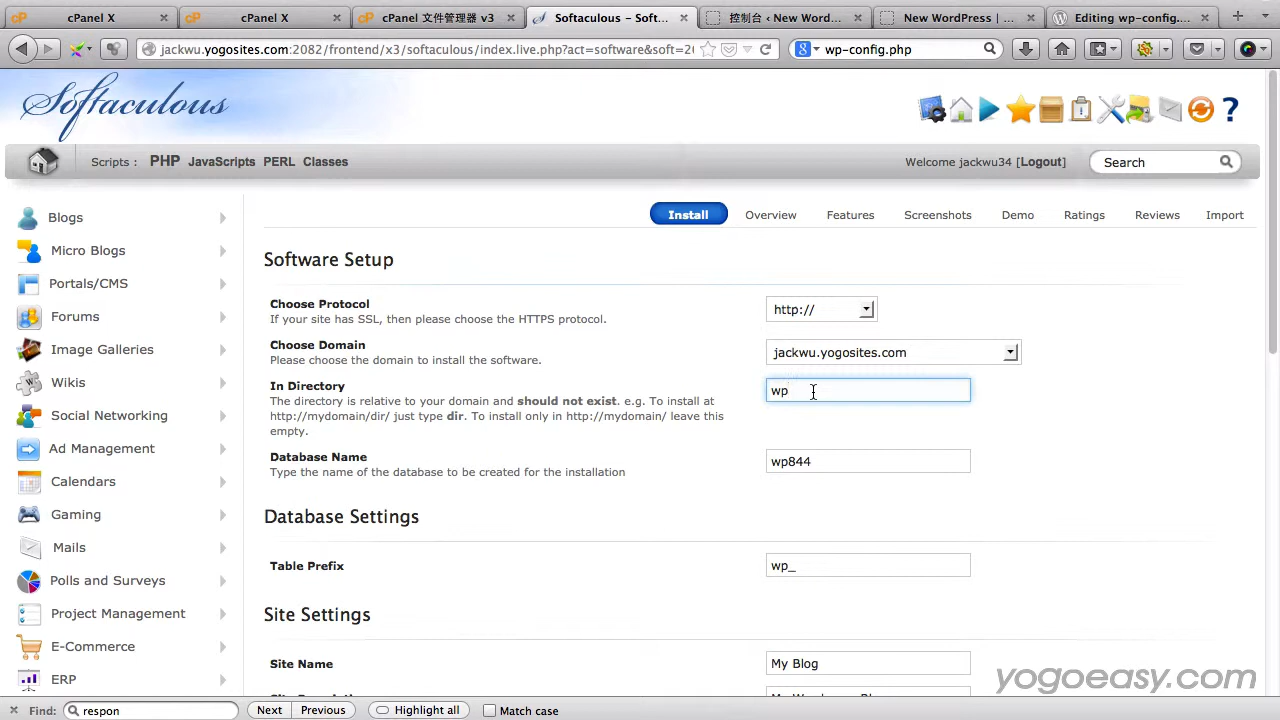 cPanel X
cPanel X
cPanel 文件管理器 v3
Softaculous - Soft...
控制台 ‹ New Word...
New WordPress | ...
Editing wp-config....
jackwu.yogosites.com:2082/frontend/x3/softaculous/index.live.php?act=software&soft=2
wp-config.php
Softaculous
Scripts : PHP JavaScripts PERL Classes
Welcome jackwu34 [Logout]
Search
Blogs
Micro Blogs
Portals/CMS
Forums
Image Galleries
Wikis
Social Networking
Ad Management
Calendars
Gaming
Mails
Polls and Surveys
Project Management
E-Commerce
ERP
Install Overview Features Screenshots Demo Ratings Reviews Import
Software Setup
Choose Protocol
If your site has SSL, then please choose the HTTPS protocol.
http://
Choose Domain
Please choose the domain to install the software.
jackwu.yogosites.com
In Directory
The directory is relative to your domain and should not exist. e.g. To install at
http://mydomain/dir/ just type dir. To install only in http://mydomain/ leave this
empty.
wp
Database Name
Type the name of the database to be created for the installation
wp844
Database Settings
Table Prefix
wp_
Site Settings
Site Name
My Blog
yogoeasy.com
Find: respon
Next Previous Highlight all Match case